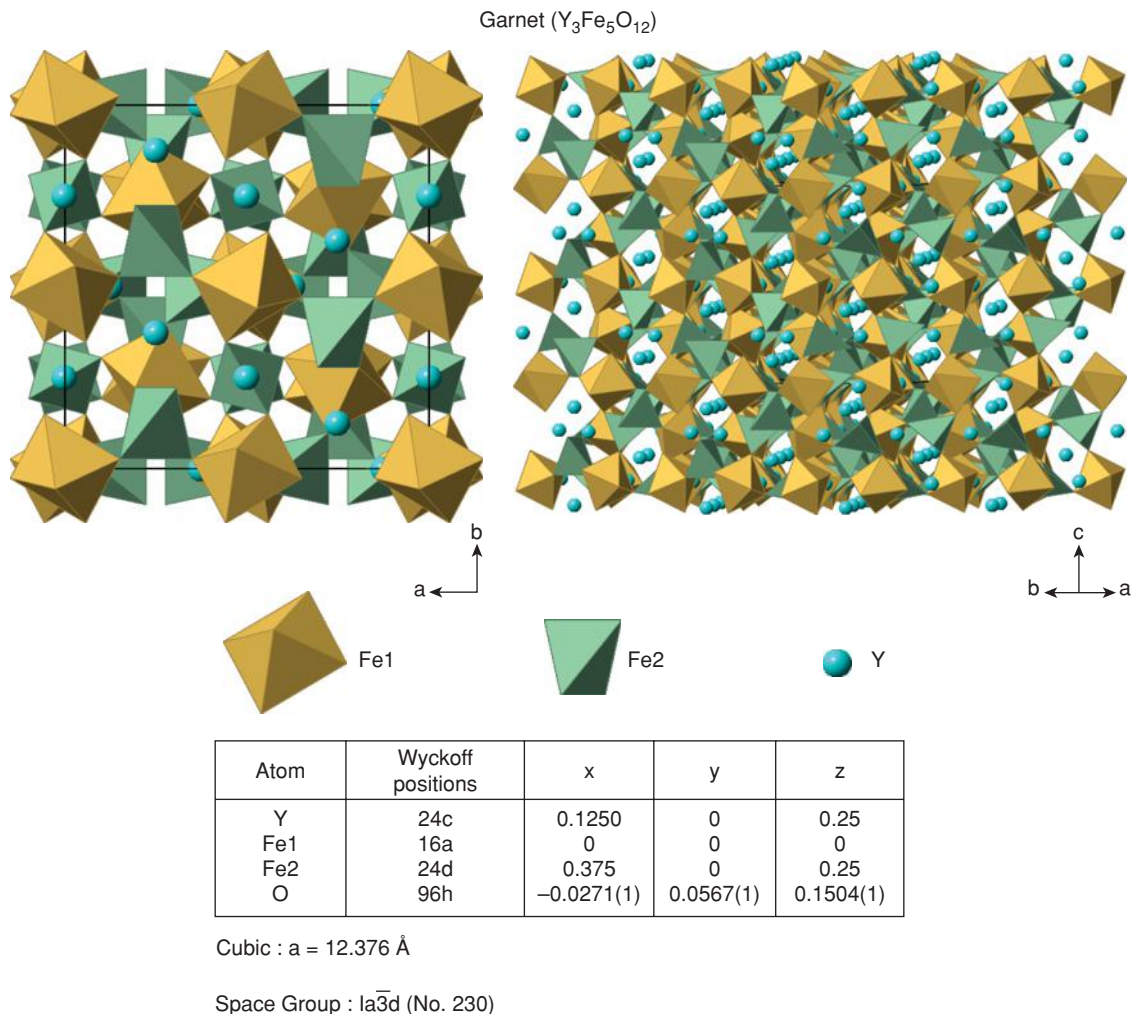 Garnet (Y₃Fe₅O₁₂)
b
a
c
b a
Fe1 Fe2 Y
Atom Wyckoff positions x y z
Y 24c 0.1250 0 0.25
Fe1 16a 0 0 0
Fe2 24d 0.375 0 0.25
O 96h –0.0271(1) 0.0567(1) 0.1504(1)
Cubic : a = 12.376 Å
Space Group : Ia3̅d (No. 230)